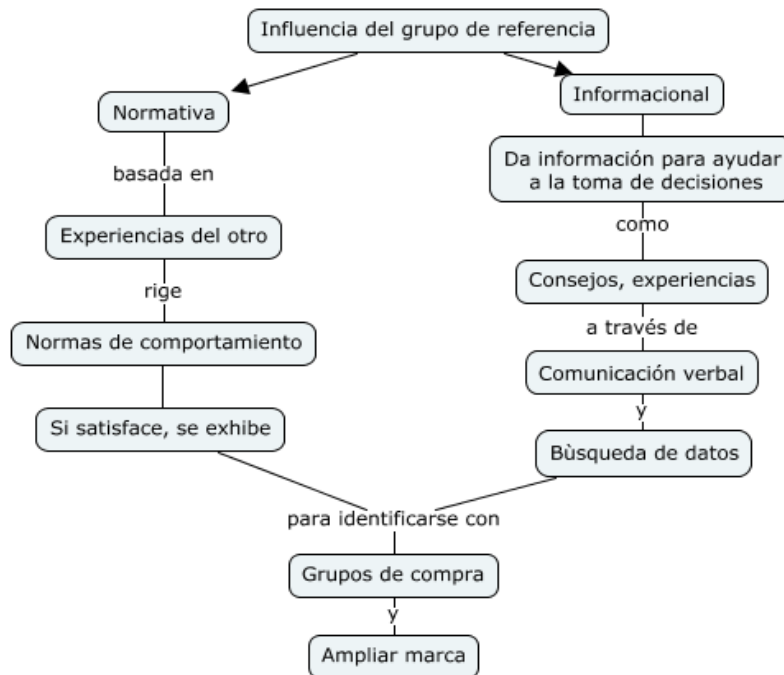 Influencia del grupo de referencia
Normativa
basada en
Experiencias del otro
rige
Normas de comportamiento
Si satisface, se exhibe
Informacional
Da información para ayudar
a la toma de decisiones
como
Consejos, experiencias
a través de
Comunicación verbal
y
Bùsqueda de datos
para identificarse con
Grupos de compra
y
Ampliar marca